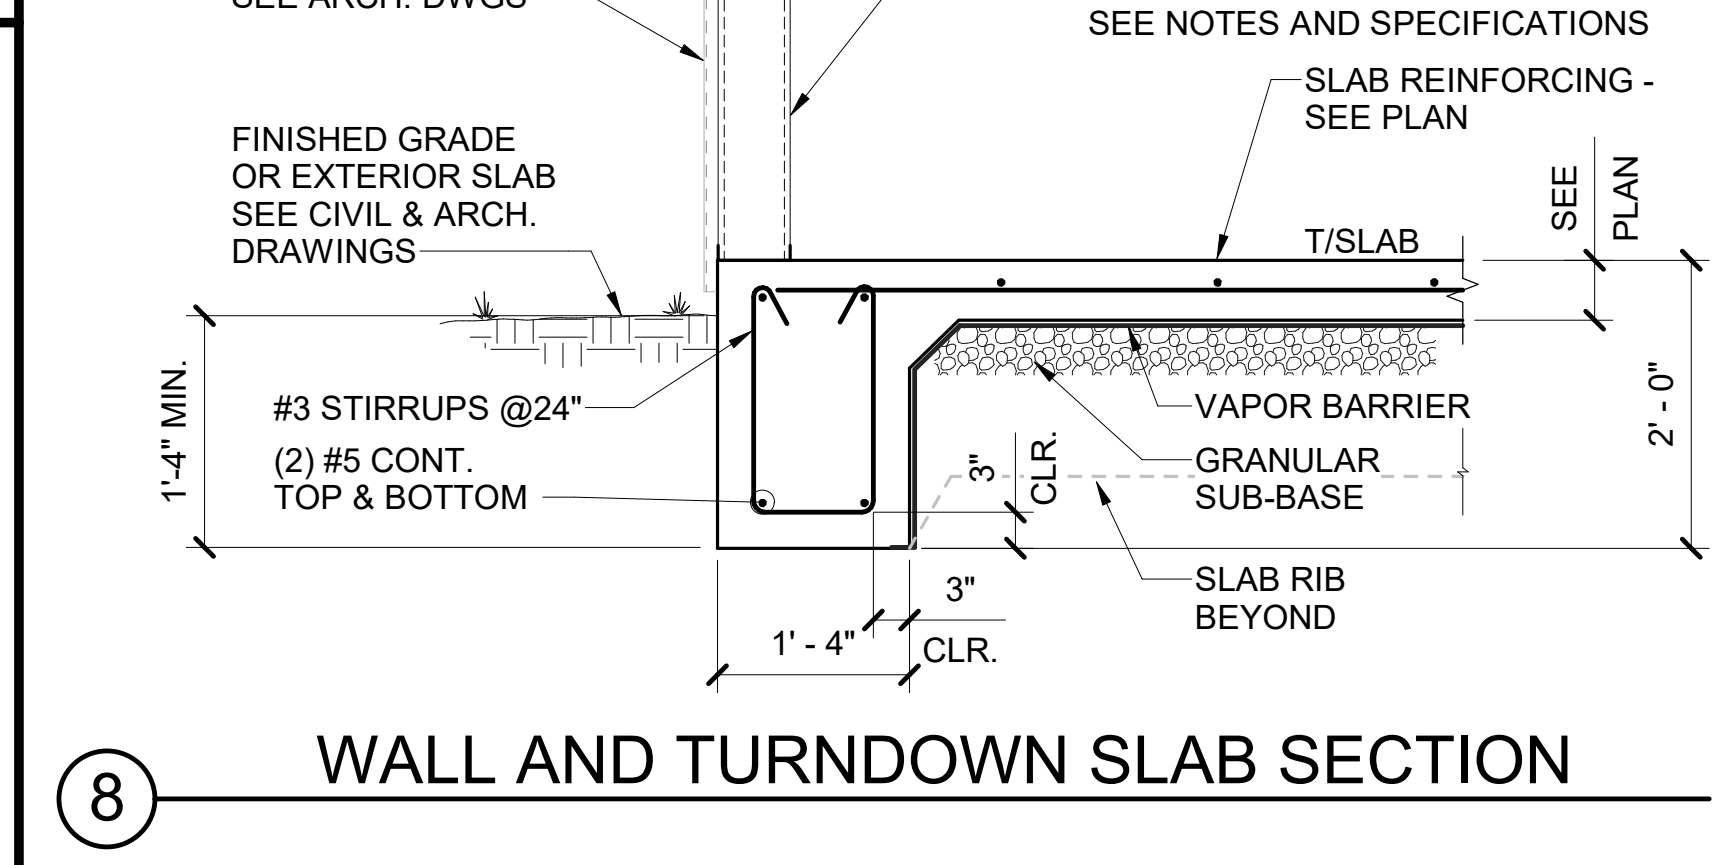 SEE ARCH. DWGS
SEE NOTES AND SPECIFICATIONS
SLAB REINFORCING -
SEE PLAN
FINISHED GRADE
OR EXTERIOR SLAB
SEE CIVIL & ARCH.
DRAWINGS
SEE
PLAN
T/SLAB
1'-4" MIN.
#3 STIRRUPS @24"
(2) #5 CONT.
TOP & BOTTOM
VAPOR BARRIER
GRANULAR
SUB-BASE
3"
CLR.
2' - 0"
SLAB RIB
BEYOND
3"
CLR.
1' - 4"
WALL AND TURNDOWN SLAB SECTION
8